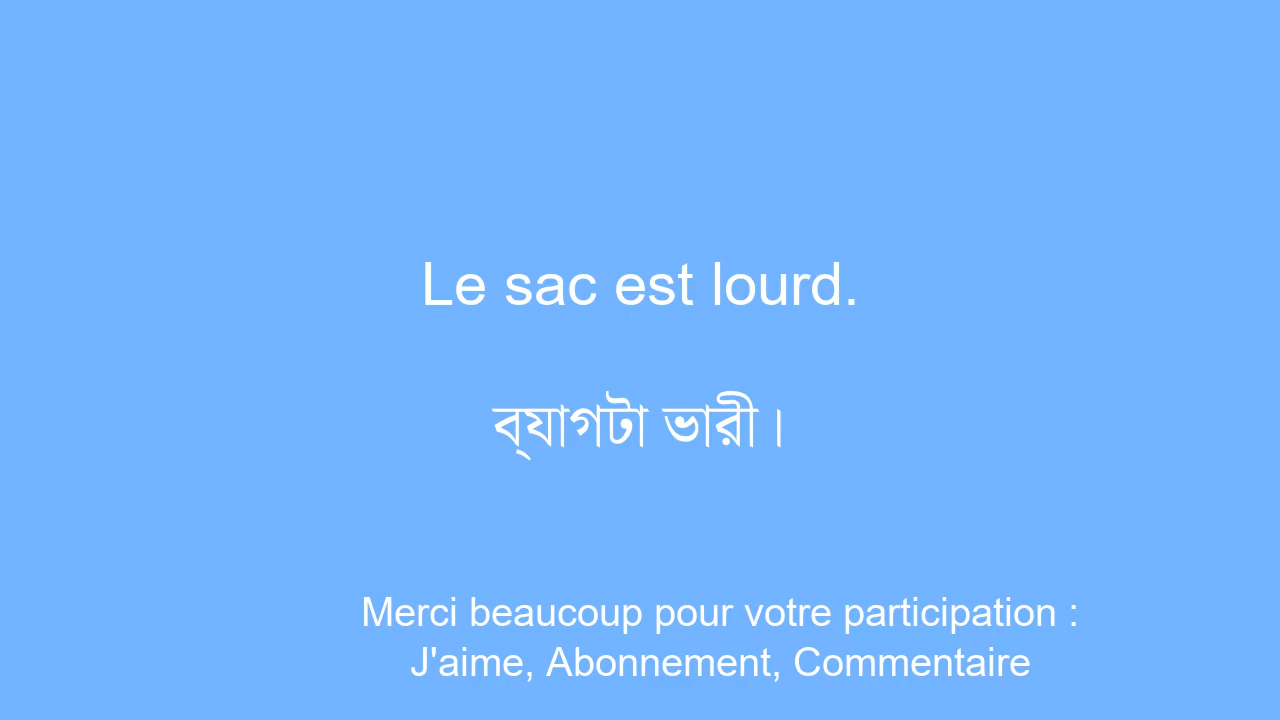 Le sac est lourd.
ব্যাগটা ভারী।
Merci beaucoup pour votre participation :
J'aime, Abonnement, Commentaire